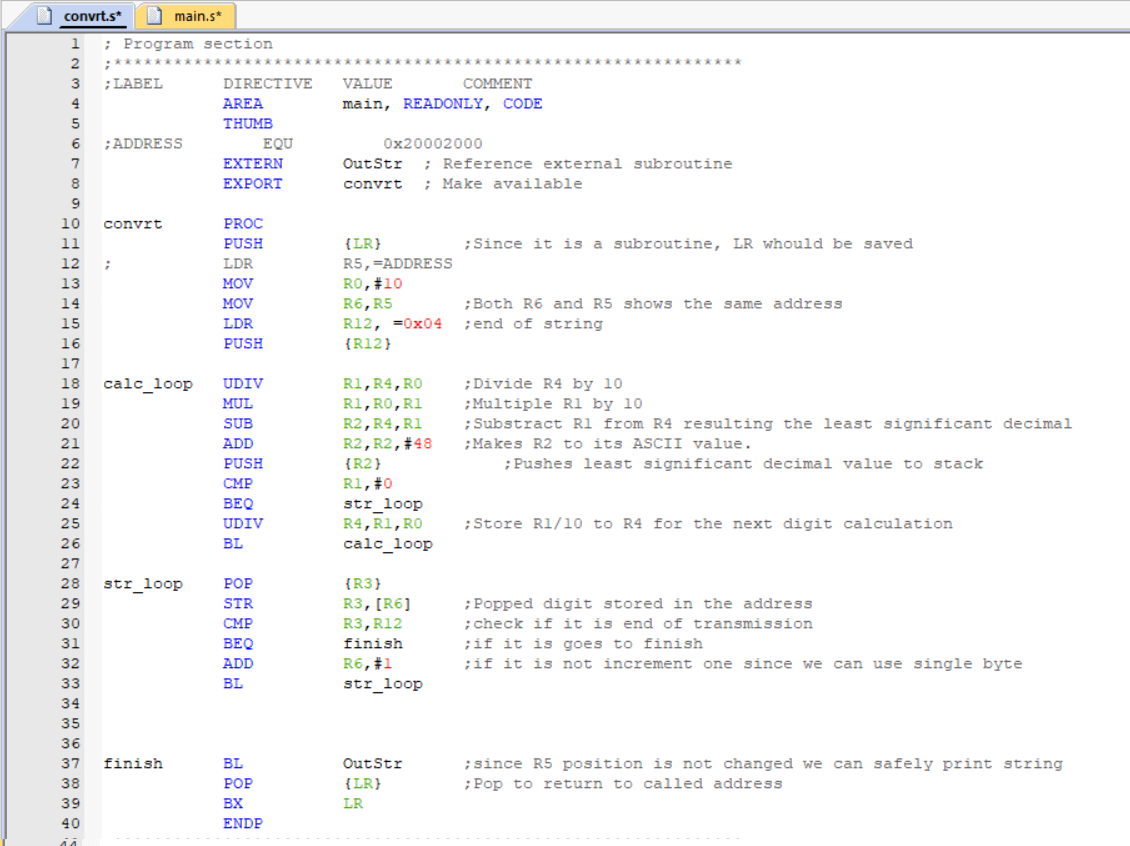 convrt.s* main.s*
1 ; Program section
2 ;***************************************************************
3 ;LABEL DIRECTIVE VALUE COMMENT
4 AREA main, READONLY, CODE
5 THUMB
6 ;ADDRESS EQU 0x20002000
7 EXTERN OutStr ; Reference external subroutine
8 EXPORT convrt ; Make available
9
10 convrt PROC
11 PUSH {LR} ;Since it is a subroutine, LR whould be saved
12 ; LDR R5,=ADDRESS
13 MOV R0,#10
14 MOV R6,R5 ;Both R6 and R5 shows the same address
15 LDR R12, =0x04 ;end of string
16 PUSH {R12}
17
18 calc_loop UDIV R1,R4,R0 ;Divide R4 by 10
19 MUL R1,R0,R1 ;Multiple R1 by 10
20 SUB R2,R4,R1 ;Substract R1 from R4 resulting the least significant decimal
21 ADD R2,R2,#48 ;Makes R2 to its ASCII value.
22 PUSH {R2} ;Pushes least significant decimal value to stack
23 CMP R1,#0
24 BEQ str_loop
25 UDIV R4,R1,R0 ;Store R1/10 to R4 for the next digit calculation
26 BL calc_loop
27
28 str_loop POP {R3}
29 STR R3,[R6] ;Popped digit stored in the address
30 CMP R3,R12 ;check if it is end of transmission
31 BEQ finish ;if it is goes to finish
32 ADD R6,#1 ;if it is not increment one since we can use single byte
33 BL str_loop
34
35
36
37 finish BL OutStr ;since R5 position is not changed we can safely print string
38 POP {LR} ;Pop to return to called address
39 BX LR
40 ENDP